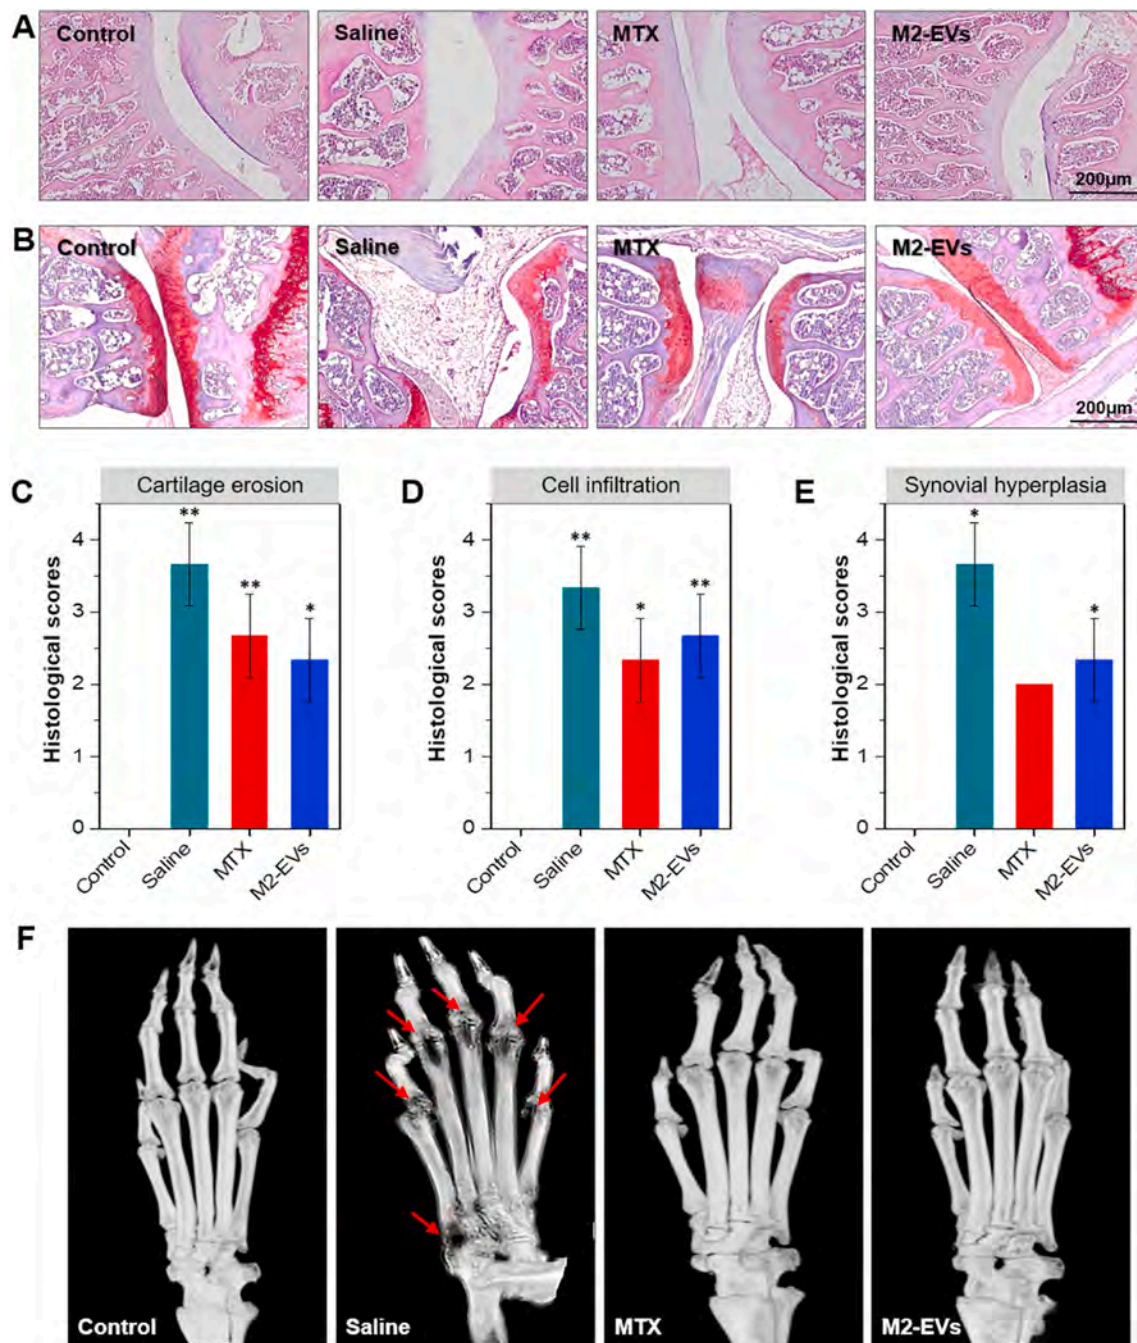 A
Control
Saline
MTX
M2-EVs
200μm
B
Control
Saline
MTX
M2-EVs
200μm
C
Cartilage erosion
Histological scores
4
3
2
1
0
**
**
*
Control
Saline
MTX
M2-EVs
D
Cell infiltration
Histological scores
4
3
2
1
0
**
*
**
Control
Saline
MTX
M2-EVs
E
Synovial hyperplasia
Histological scores
4
3
2
1
0
*
*
Control
Saline
MTX
M2-EVs
F
Control
Saline
MTX
M2-EVs